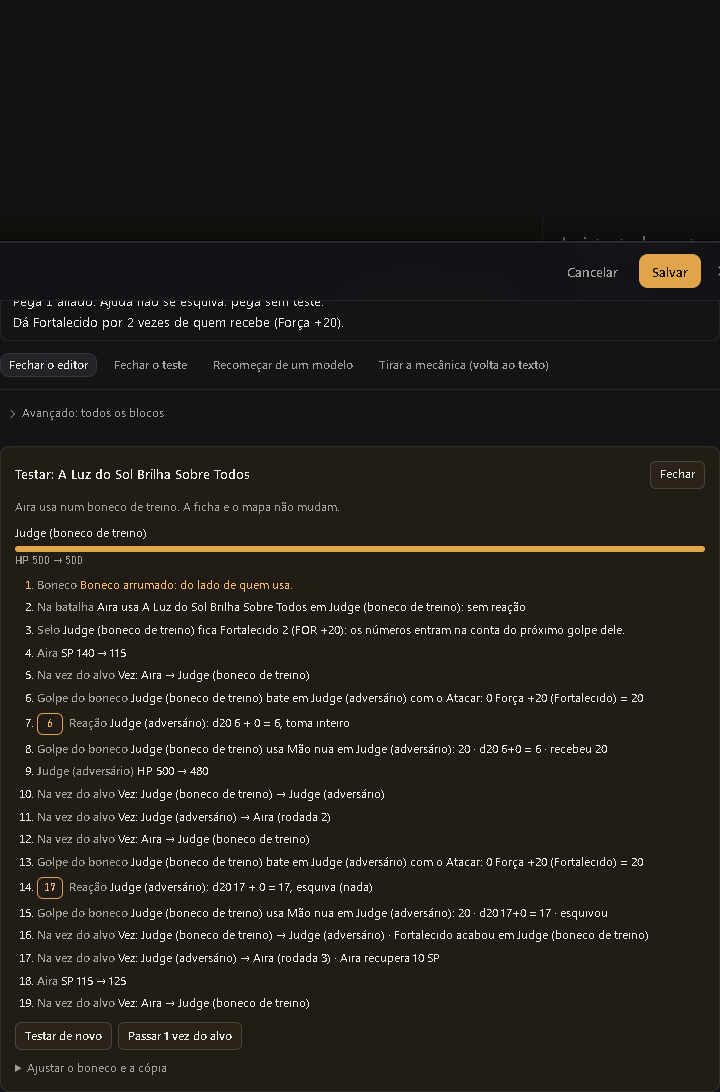 Cancelar
Salvar
Pega 1 aliado. Ajuda não se esquiva: pega sem teste.
Dá Fortalecido por 2 vezes de quem recebe (Força +20).
Fechar o editor
Fechar o teste
Recomeçar de um modelo
Tirar a mecânica (volta ao texto)
Avançado: todos os blocos
Testar: A Luz do Sol Brilha Sobre Todos
Fechar
Aira usa num boneco de treino. A ficha e o mapa não mudam.
Judge (boneco de treino)
HP 500 → 500
1. Boneco Boneco arrumado: do lado de quem usa.
2. Na batalha Aira usa A Luz do Sol Brilha Sobre Todos em Judge (boneco de treino): sem reação
3. Selo Judge (boneco de treino) fica Fortalecido 2 (FOR +20): os números entram na conta do próximo golpe dele.
4. Aira SP 140 → 115
5. Na vez do alvo Vez: Aira → Judge (boneco de treino)
6. Golpe do boneco Judge (boneco de treino) bate em Judge (adversário) com o Atacar: 0 Força +20 (Fortalecido) = 20
7. 6 Reação Judge (adversário): d20 6 + 0 = 6, toma inteiro
8. Golpe do boneco Judge (boneco de treino) usa Mão nua em Judge (adversário): 20 · d20 6+0 = 6 · recebeu 20
9. Judge (adversário) HP 500 → 480
10. Na vez do alvo Vez: Judge (boneco de treino) → Judge (adversário)
11. Na vez do alvo Vez: Judge (adversário) → Aira (rodada 2)
12. Na vez do alvo Vez: Aira → Judge (boneco de treino)
13. Golpe do boneco Judge (boneco de treino) bate em Judge (adversário) com o Atacar: 0 Força +20 (Fortalecido) = 20
14. 17 Reação Judge (adversário): d20 17 + 0 = 17, esquiva (nada)
15. Golpe do boneco Judge (boneco de treino) usa Mão nua em Judge (adversário): 20 · d20 17+0 = 17 · esquivou
16. Na vez do alvo Vez: Judge (boneco de treino) → Judge (adversário) · Fortalecido acabou em Judge (boneco de treino)
17. Na vez do alvo Vez: Judge (adversário) → Aira (rodada 3) · Aira recupera 10 SP
18. Aira SP 115 → 125
19. Na vez do alvo Vez: Aira → Judge (boneco de treino)
Testar de novo
Passar 1 vez do alvo
Ajustar o boneco e a cópia